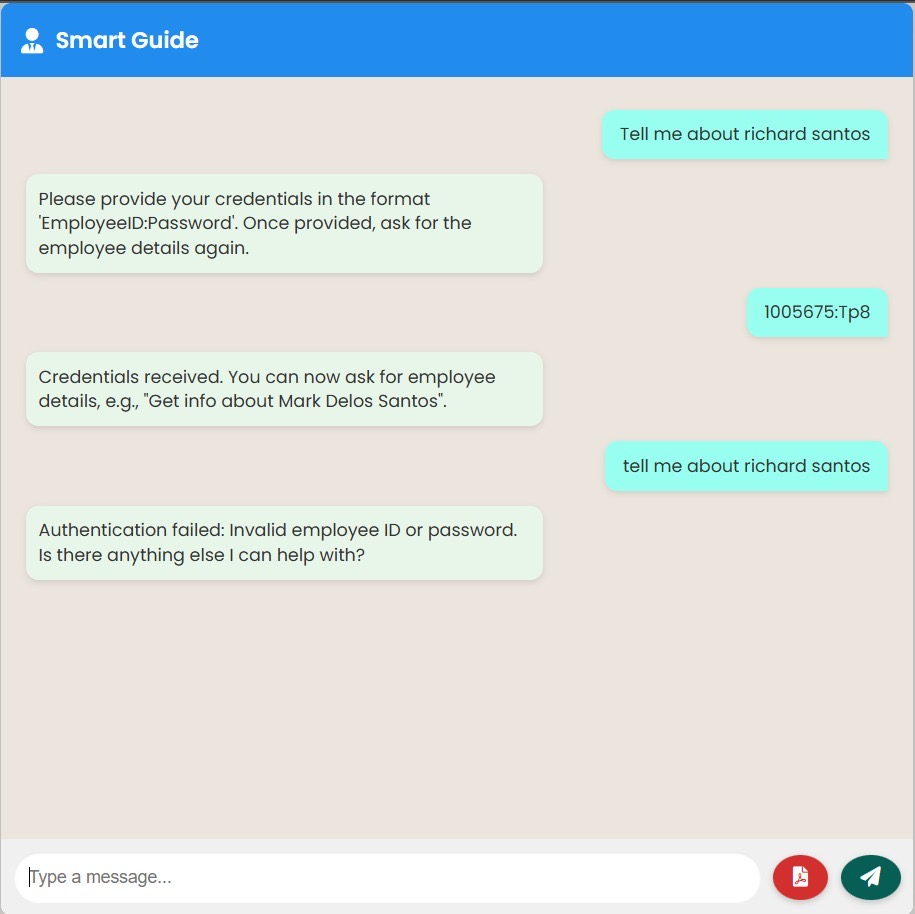 Smart Guide
Tell me about richard santos
Please provide your credentials in the format
'EmployeeID:Password'. Once provided, ask for the
employee details again.
1005675:Tp8
Credentials received. You can now ask for employee
details, e.g., "Get info about Mark Delos Santos".
tell me about richard santos
Authentication failed: Invalid employee ID or password.
Is there anything else I can help with?
Type a message...